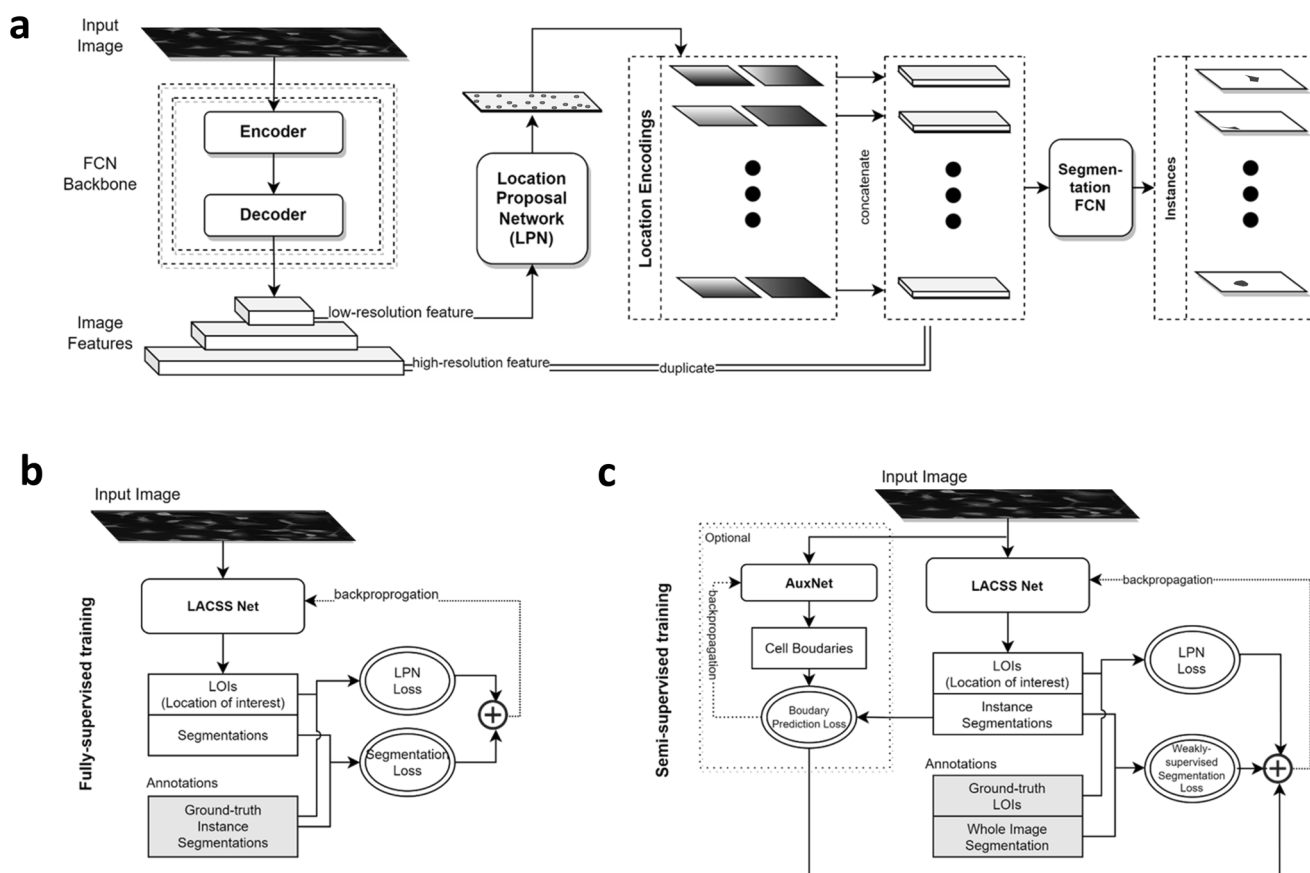 a
Input
Image
FCN
Backbone
Encoder
Decoder
Image
Features
low-resolution feature
high-resolution feature
duplicate
Location
Proposal
Network
(LPN)
Location Encodings
concatenate
Segmen-
tation
FCN
Instances
b
Input Image
Fully-supervised training
LACSS Net
backpropogation
LOIs
(Location of interest)
Segmentations
LPN
Loss
Segmentation
Loss
Annotations
Ground-truth
Instance
Segmentations
c
Input Image
Semi-supervised training
Optional
AuxNet
backpropagation
Cell Boudaries
Boudary
Prediction Loss
LACSS Net
backpropagation
LOIs
(Location of interest)
Instance
Segmentations
LPN
Loss
Weakly-
supervised
Segmentation
Loss
Annotations
Ground-truth
LOIs
Whole Image
Segmentation